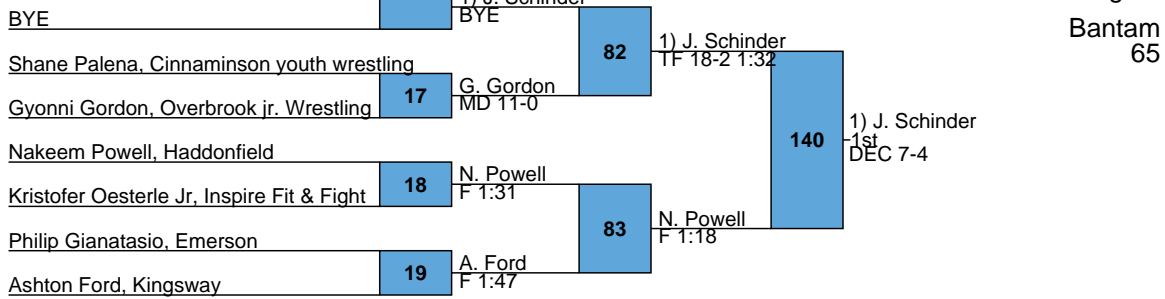 1) J. Schinder
BYE
BYE
Bantam
65
82
1) J. Schinder
TF 18-2 1:32
Shane Palena, Cinnaminson youth wrestling
17
G. Gordon
MD 11-0
Gyonni Gordon, Overbrook jr. Wrestling
140
1) J. Schinder
1st
DEC 7-4
Nakeem Powell, Haddonfield
18
N. Powell
F 1:31
Kristofer Oesterle Jr, Inspire Fit & Fight
83
N. Powell
F 1:18
Philip Gianatasio, Emerson
19
A. Ford
F 1:47
Ashton Ford, Kingsway